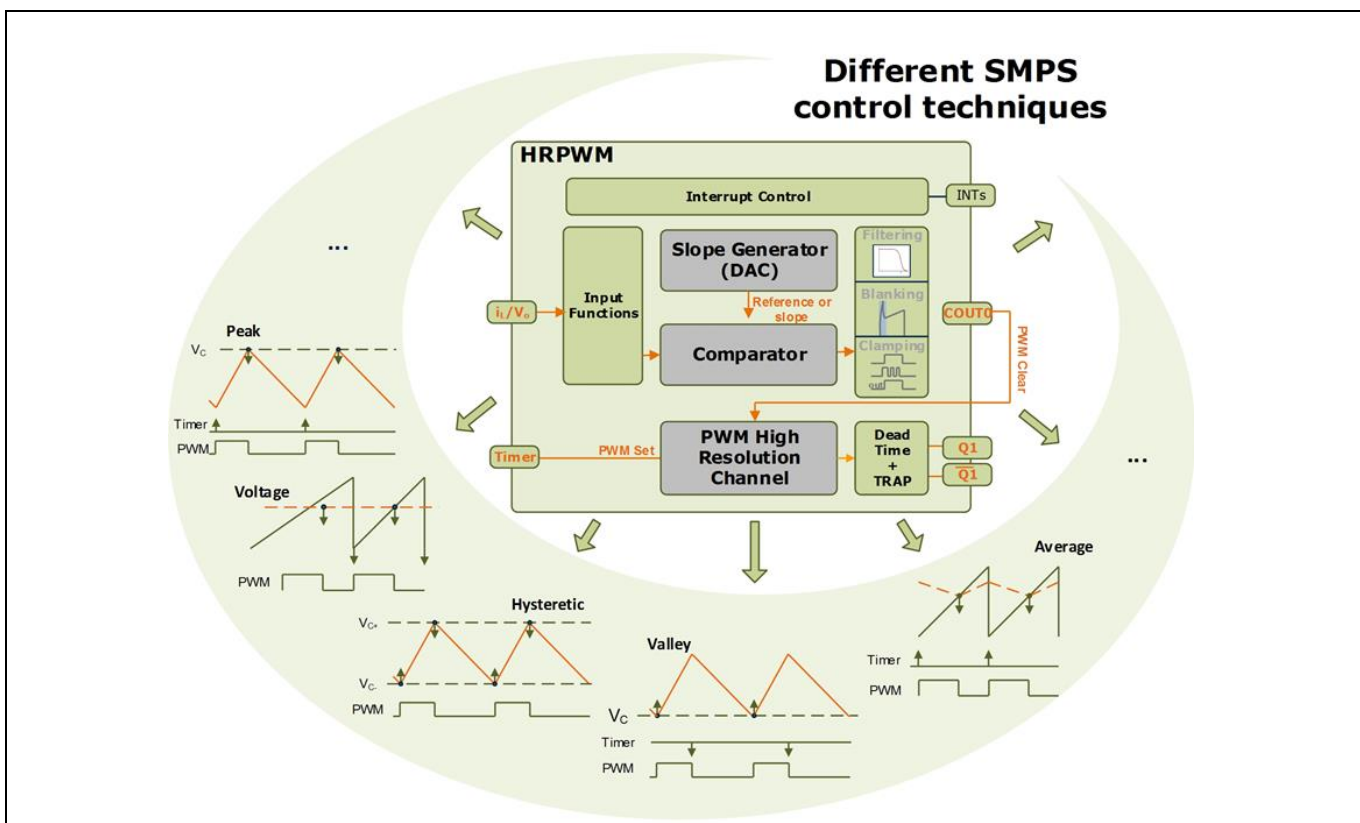 Different SMPS
control techniques
HRPWM
Interrupt Control
INTs
Filtering
Slope Generator
(DAC)
Input
Functions
Blanking
iL/Vo
Reference or
slope
COUT0
Comparator
Clamping
PWM Clear
PWM High
Resolution
Channel
Dead
Time
+
TRAP
Timer
PWM Set
Q1
Q̅1̅
...
...
Peak
VC
Timer
PWM
Voltage
PWM
Hysteretic
VC+
VC-
PWM
Valley
VC
Timer
PWM
Average
Timer
PWM